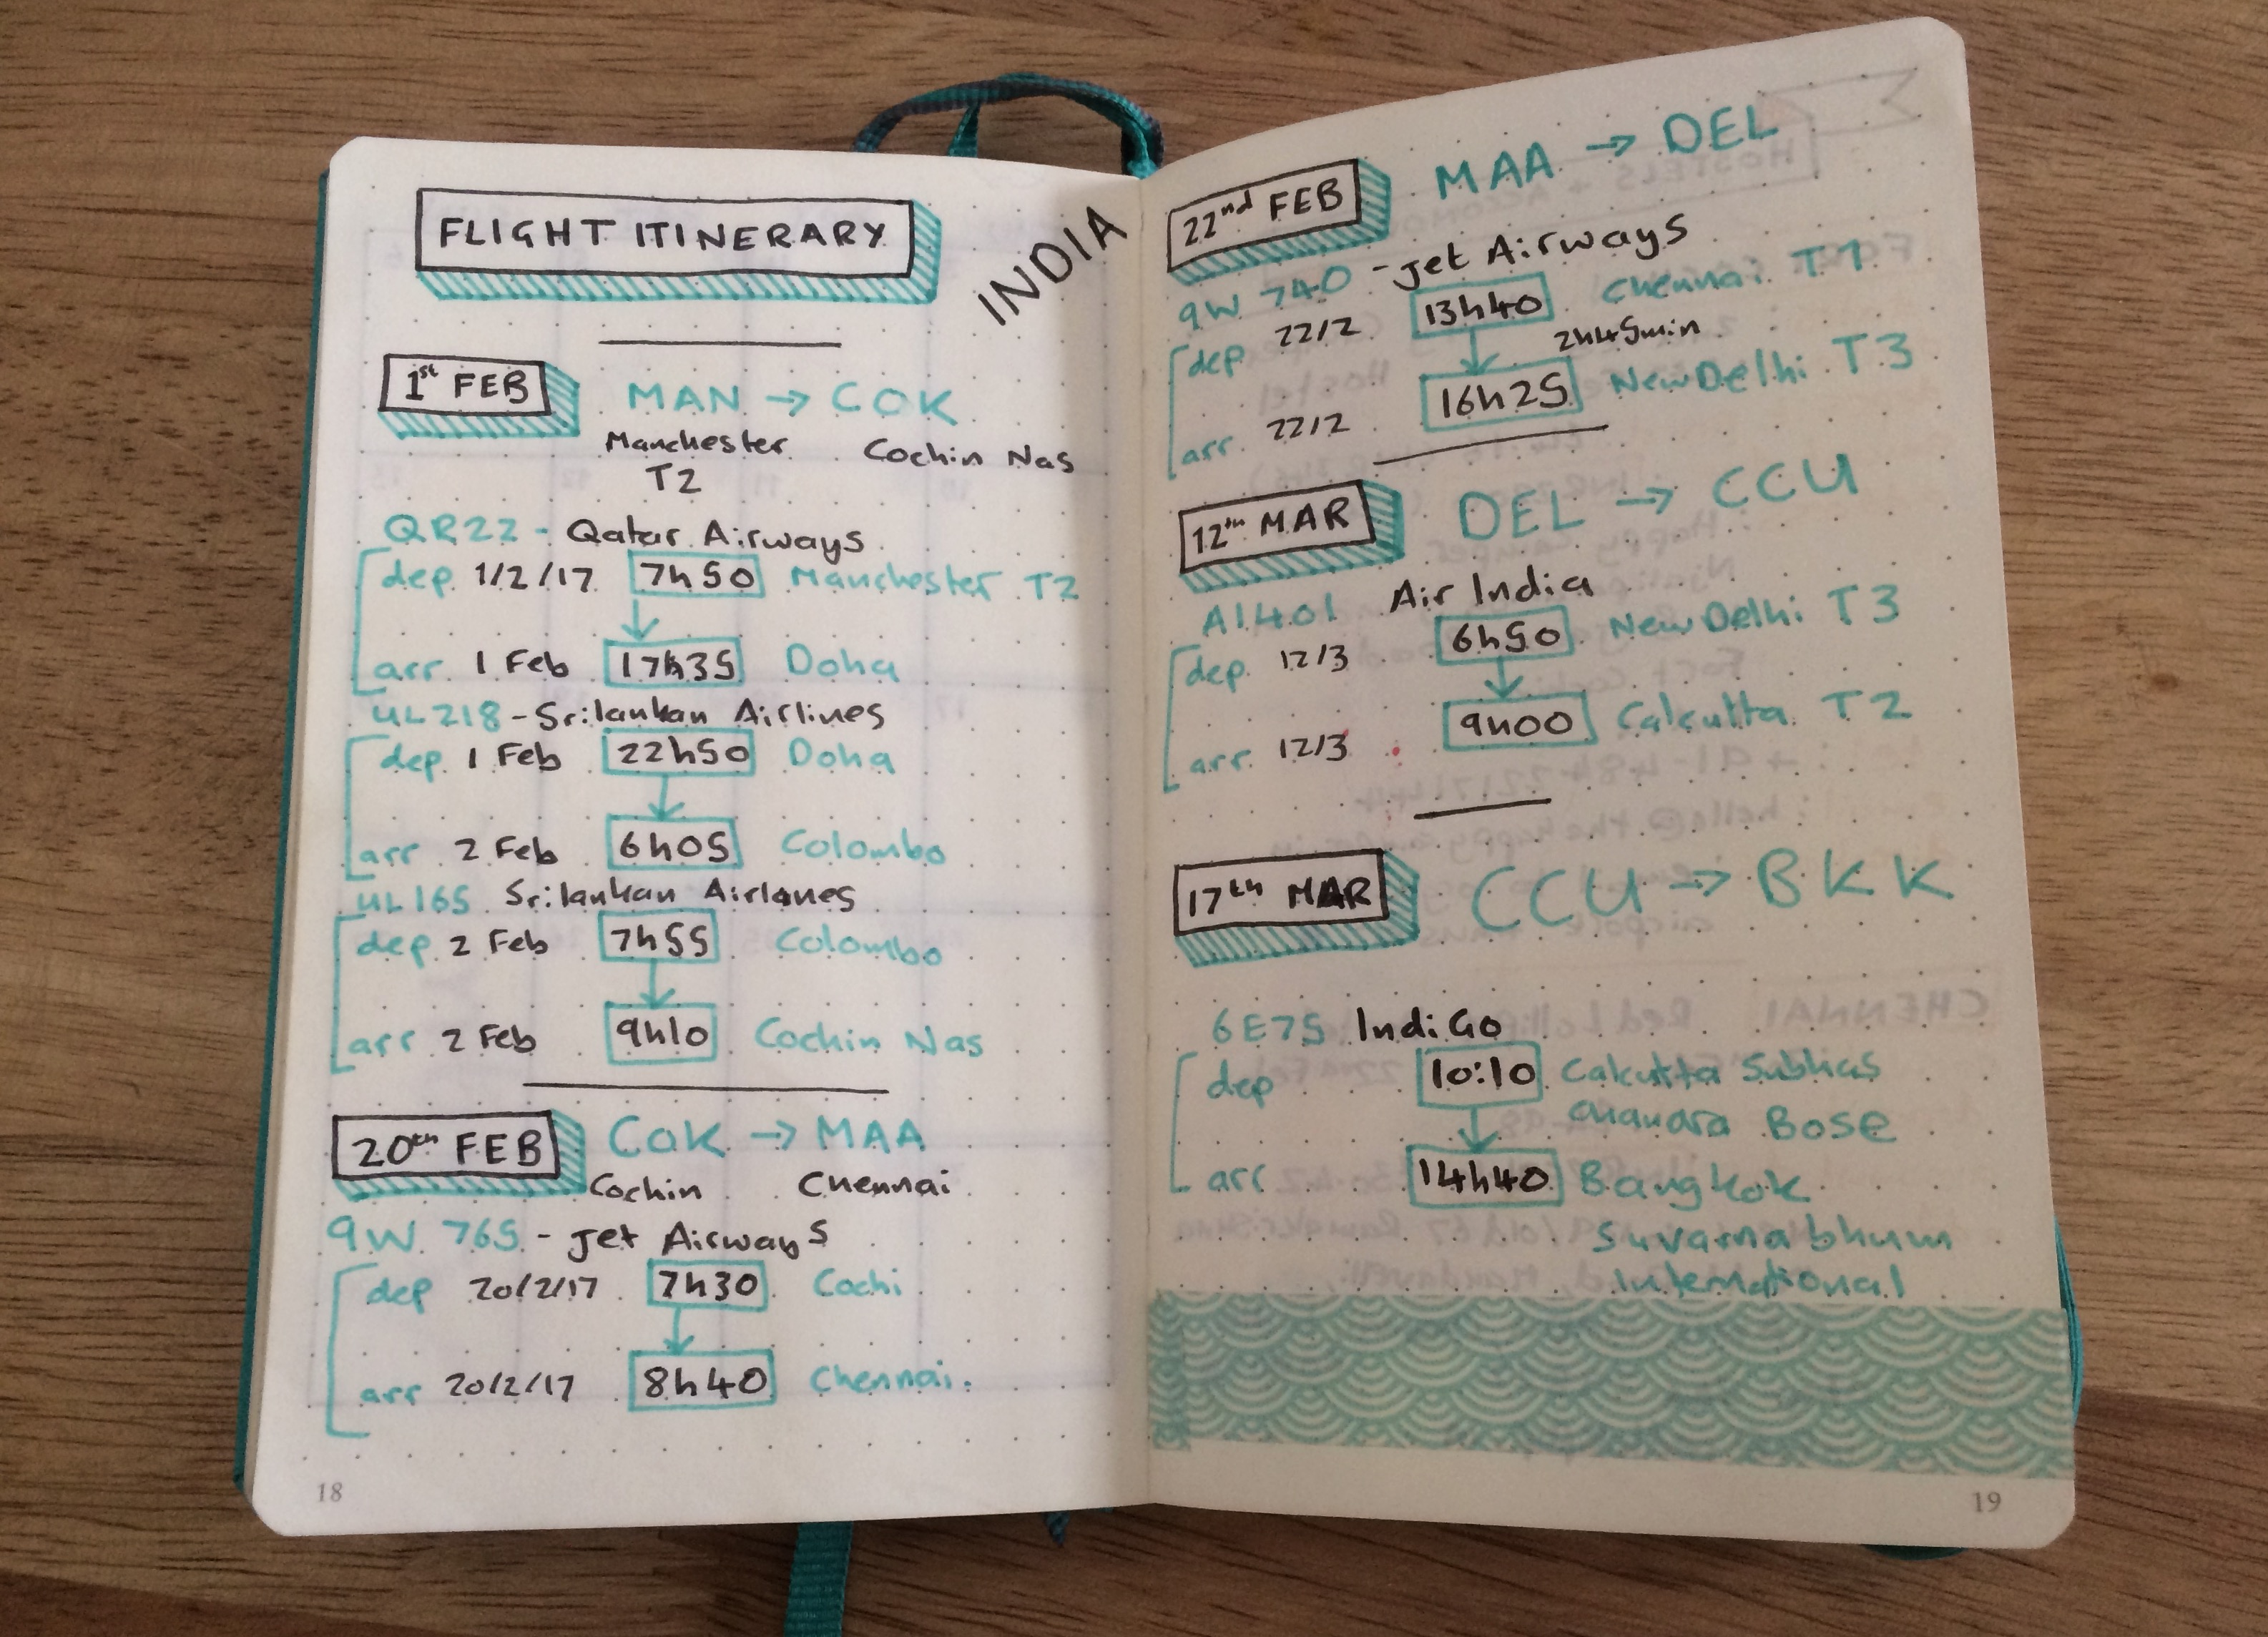 FLIGHT ITINERARY
INDIA
1st FEB
MAN → COK
Manchester Cochin Nas
T2
QR22 - Qatar Airways
dep 1/2/17 7h50 Manchester T2
arr 1 Feb 17h35 Doha
UL218 - Srilankan Airlines
dep 1 Feb 22h50 Doha
arr 2 Feb 6h05 Colombo
UL165 Srilankan Airlanes
dep 2 Feb 7h55 Colombo
arr 2 Feb 9h10 Cochin Nas
20th FEB COK → MAA
Cochin Chennai
9W 765 - Jet Airways
dep 20/2/17 7h30 Cochi
arr 20/2/17 8h40 Chennai.
18
22nd FEB MAA → DEL
9W 740 - Jet Airways
dep 22/2 13h40 Chennai T1
2h45min
arr. 22/2 16h25 New Delhi T3
12th MAR DEL → CCU
AI401 Air India
dep. 12/3 6h50 New Delhi T3
arr. 12/3 9h00 Calcutta T2
17th MAR CCU → BKK
6E75 IndiGo
dep 10:10 Calcutta Subhas
Bose
arr 14h40 Bangkok
Suvarnabhum
International
19